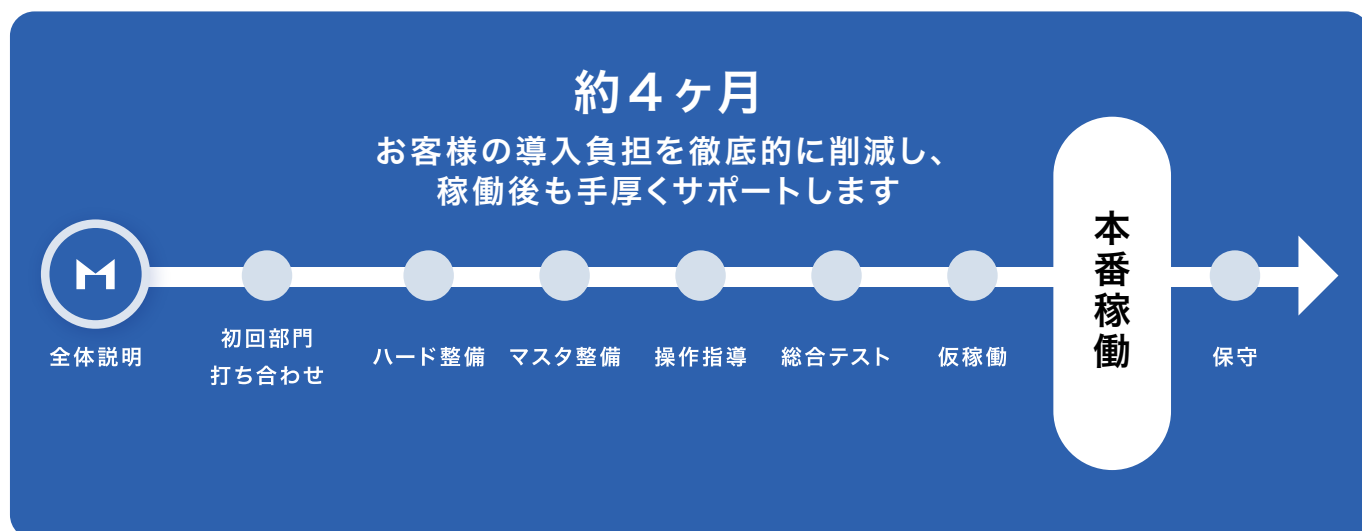 約4ヶ月
お客様の導入負担を徹底的に削減し、
稼働後も手厚くサポートします
全体説明
初回部門
打ち合わせ
ハード整備
マスタ整備
操作指導
総合テスト
仮稼働
本番稼働
保守